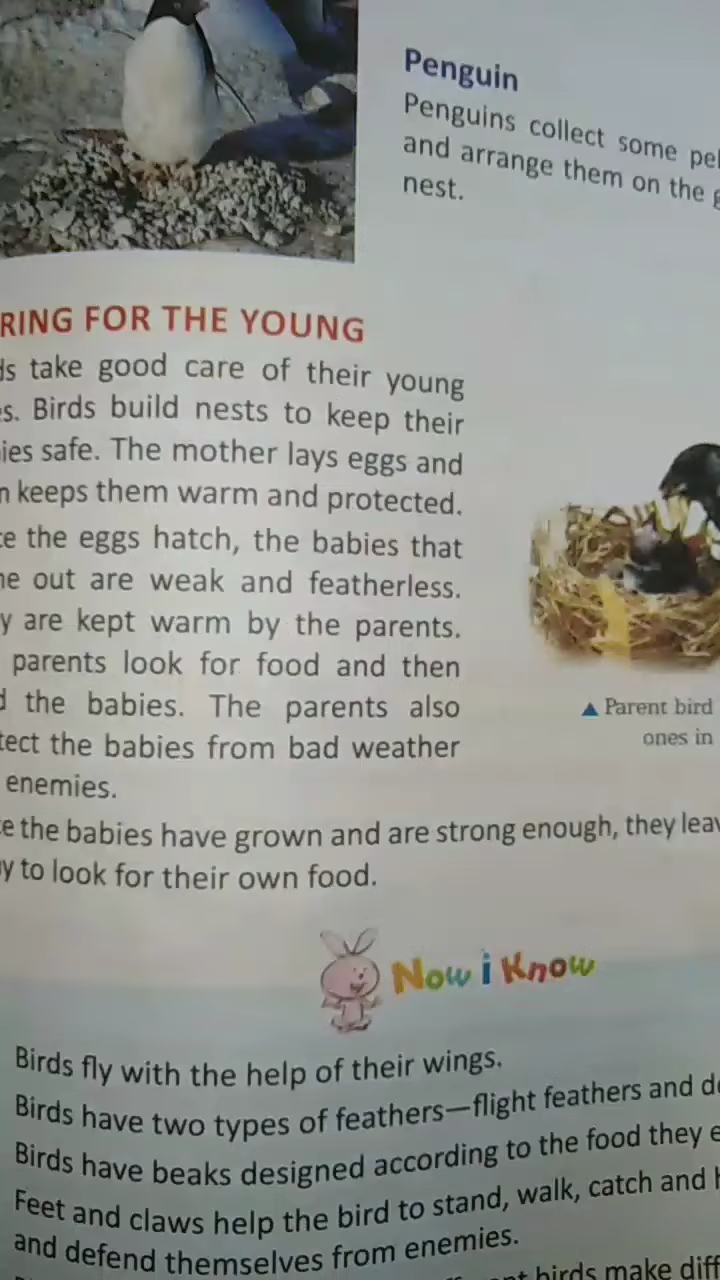 Penguin
Penguins collect some
and arrange them on the
nest.
RING FOR THE YOUNG
take good care of their young
Birds build nests to keep their
safe. The mother lays eggs and
keeps them warm and protected.
the eggs hatch, the babies that
out are weak and featherless.
are kept warm by the parents.
parents look for food and then
the babies. The parents also
the babies from bad weather
enemies.
the babies have grown and are strong enough, they
to look for their own food.
▲ Parent bird
ones in
Now i Know
Birds fly with the help of their wings.
Birds have two types of feathers—flight feathers and
Birds have beaks designed according to the food they
Feet and claws help the bird to stand, walk, catch and
and defend themselves from enemies.
birds make